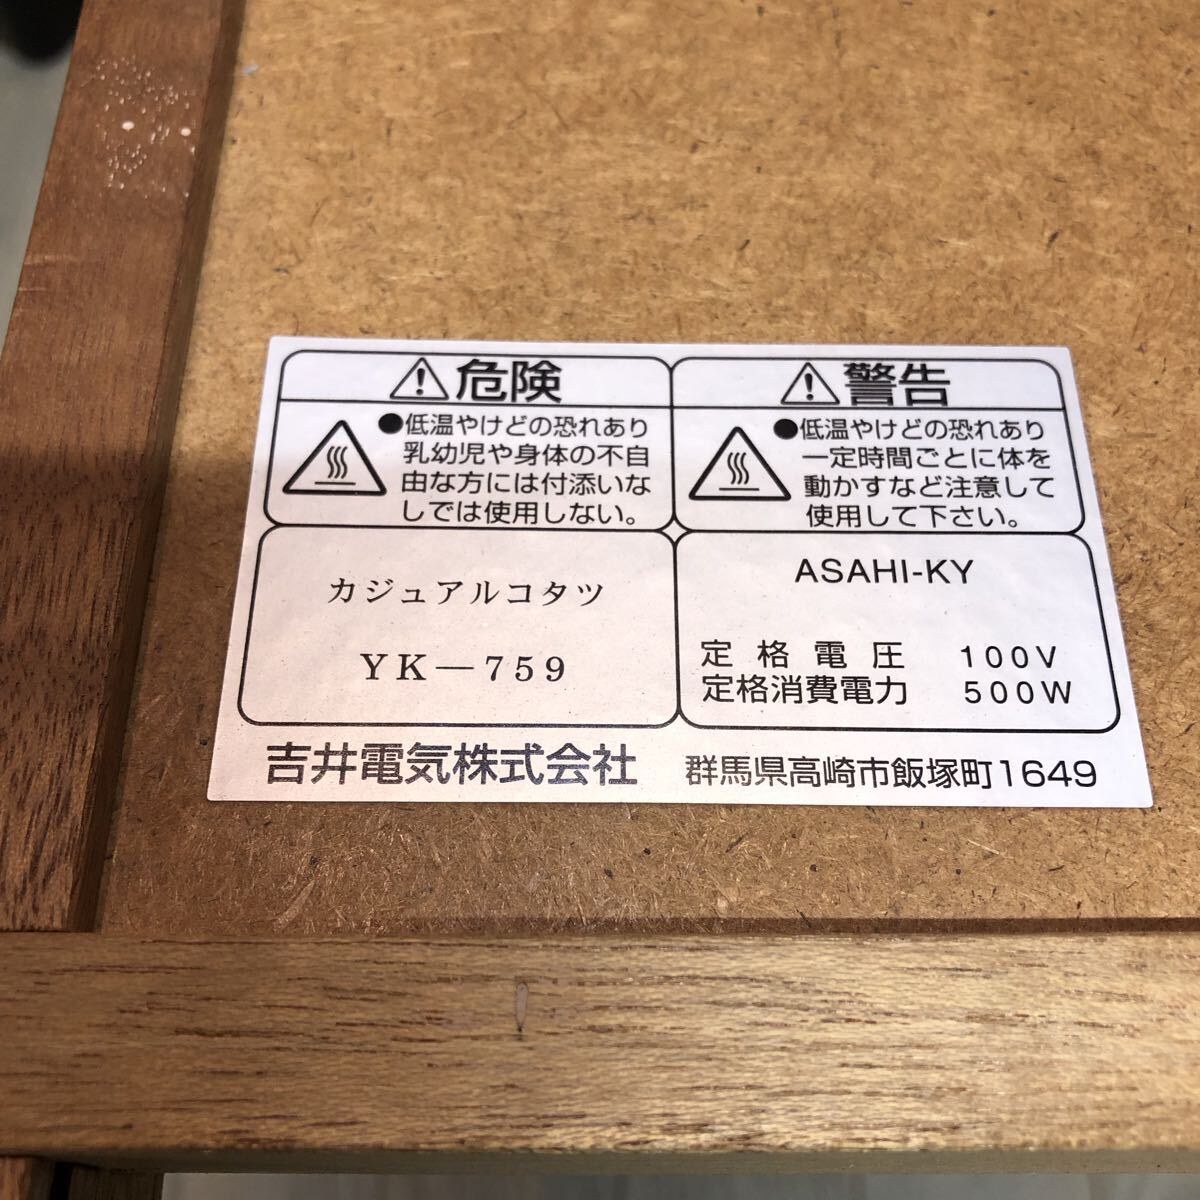 危険
●低温やけどの恐れあり
乳幼児や身体の不自
由な方には付添いな
しでは使用しない。
警告
●低温やけどの恐れあり
一定時間ごとに体を
動かすなど注意して
使用して下さい。
カジュアルコタツ
YK―759
ASAHI-KY
定格電圧 100V
定格消費電力 500W
吉井電気株式会社 群馬県高崎市飯塚町1649